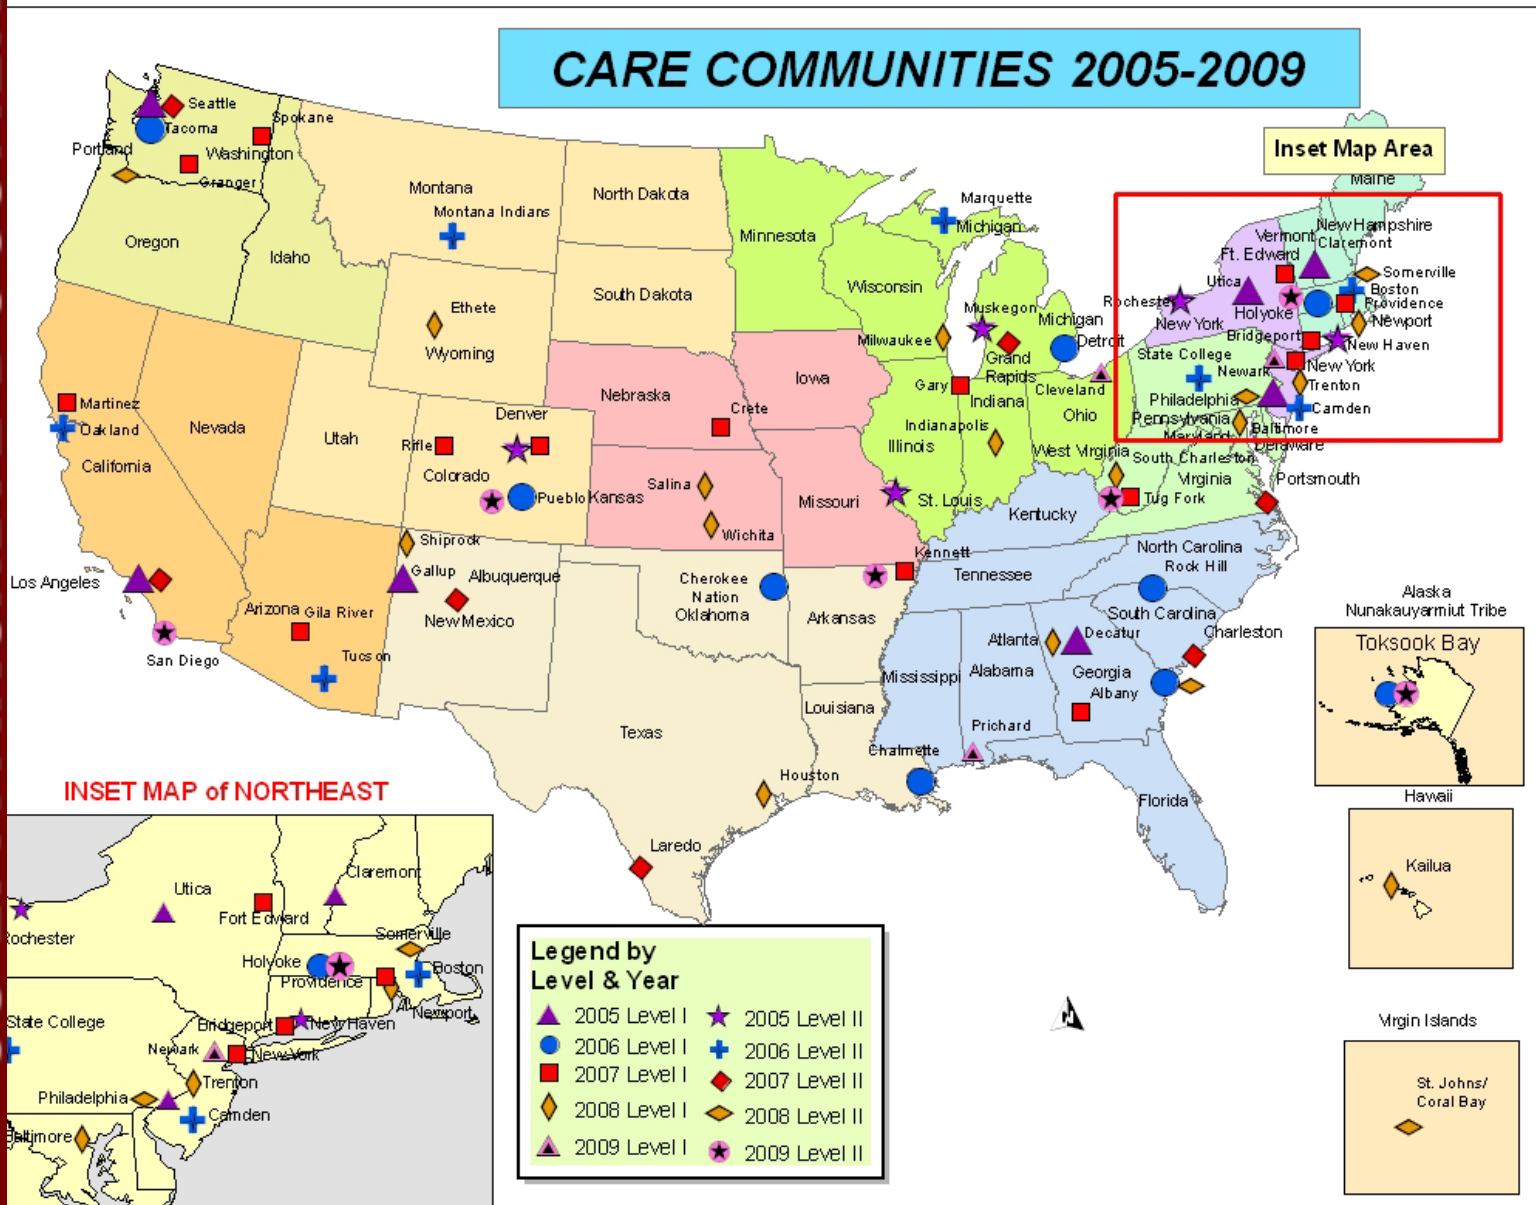 CARE COMMUNITIES 2005-2009
Inset Map Area
Seattle
Tacoma
Spokane
Portland
Washington
Granger
Oregon
Idaho
Montana
Montana Indians
North Dakota
South Dakota
Minnesota
Wisconsin
Marquette
Michigan
Ethete
Wyoming
Milwaukee
Muskegon
Michigan
Detroit
Grand
Rapids
Maine
New Hampshire
Vermont
Claremont
Ft. Edward
Utica
Somerville
Boston
Rochester
Providence
Holyoke
Newport
New York
Bridgeport
New Haven
State College
Newark
New York
Trenton
Philadelphia
Camden
Pennsylvania
Baltimore
Maryland
Delaware
Martinez
Oakland
California
Nevada
Utah
Denver
Rifle
Colorado
Pueblo
Nebraska
Iowa
Crete
Kansas
Salina
Wichita
Missouri
Gary
Indiana
Cleveland
Ohio
Indianapolis
Illinois
St. Louis
West Virginia
South Charleston
Virginia
Portsmouth
Tug Fork
Kentucky
Los Angeles
San Diego
Arizona
Gila River
Tucson
Shiprock
Gallup
Albuquerque
New Mexico
Cherokee
Nation
Oklahoma
Kennett
Arkansas
Tennessee
North Carolina
Rock Hill
South Carolina
Charleston
Atlanta
Decatur
Mississippi
Alabama
Georgia
Albany
Louisiana
Texas
Prichard
Chalmette
Houston
Florida
Laredo
Alaska
Nunakauyarmiut Tribe
Toksook Bay
Hawaii
Kailua
Virgin Islands
St. Johns/
Coral Bay
INSET MAP of NORTHEAST
Claremont
Utica
Fort Edward
Rochester
Somerville
Holyoke
Boston
Providence
Newport
State College
Bridgeport
New Haven
Newark
New York
Trenton
Philadelphia
Camden
Baltimore
Legend by
Level & Year
2005 Level I
2005 Level II
2006 Level I
2006 Level II
2007 Level I
2007 Level II
2008 Level I
2008 Level II
2009 Level I
2009 Level II